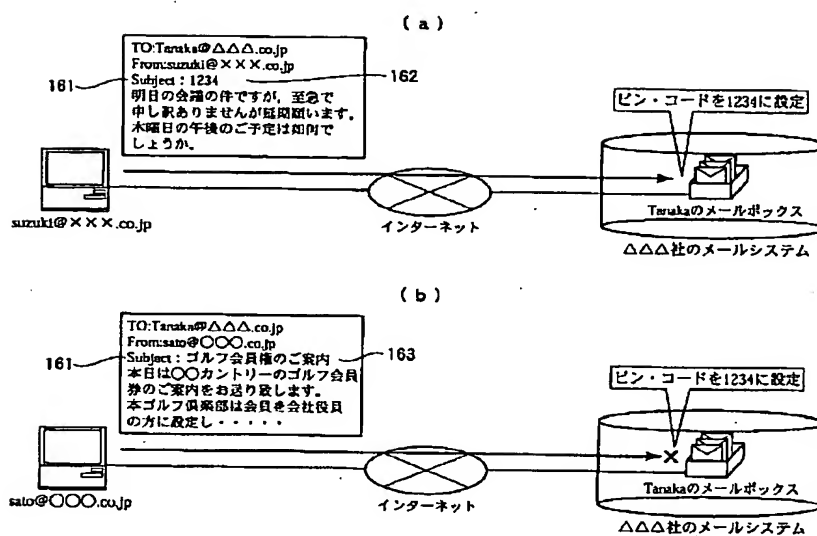 (a)
TO:Tanaka@△△△.co.jp
From:suzuki@×××.co.jp
161
Subject:1234
162
明日の会議の件ですが、至急で
申し訳ありませんが延期願います。
木曜日の午後のご予定は如何で
しょうか。
ピン・コードを1234に設定
suzuki@×××.co.jp
インターネット
Tanakaのメールボックス
△△△社のメールシステム
(b)
TO:Tanaka@△△△.co.jp
From:sato@○○○.co.jp
161
Subject:ゴルフ会員権のご案内
163
本日は○○カントリーのゴルフ会員
券のご案内をお送り致します。
本ゴルフ倶楽部は会員を会社役員
の方に設定し・・・・・
ピン・コードを1234に設定
×
sato@○○○.co.jp
インターネット
Tanakaのメールボックス
△△△社のメールシステム